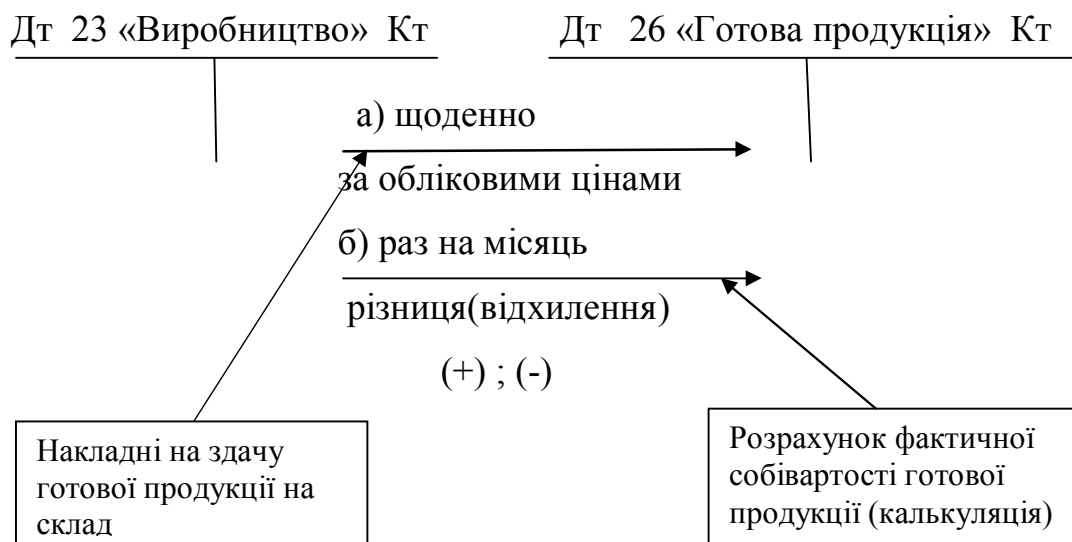 Дт 23 «Виробництво» Кт
Дт 26 «Готова продукція» Кт
а) щоденно
за обліковими цінами
б) раз на місяць
різниця(відхилення)
(+) ; (-)
Накладні на здачу
готової продукції на
склад
Розрахунок фактичної
собівартості готової
продукції (калькуляція)